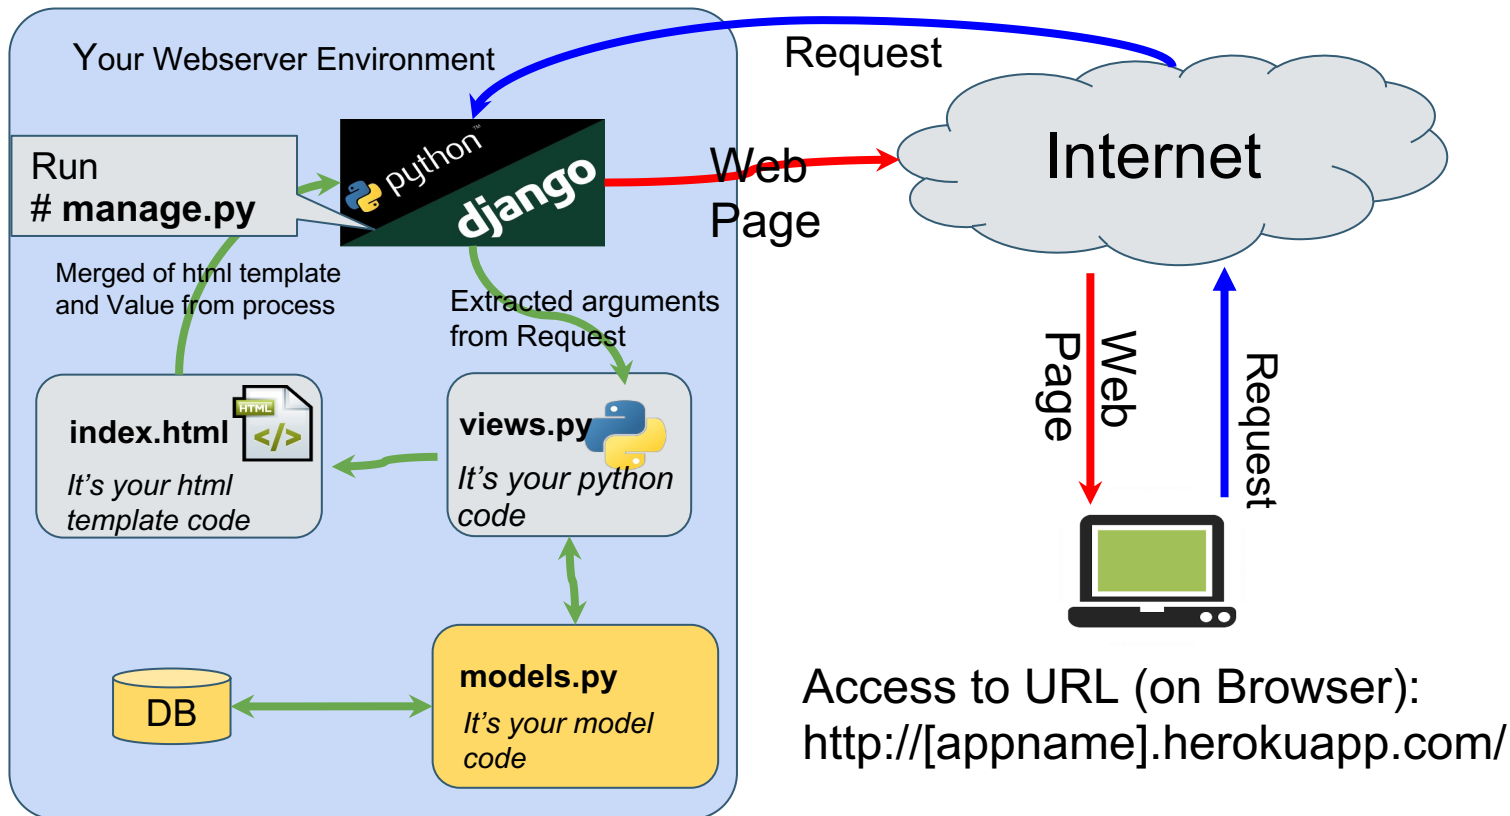 Your Webserver Environment
Request
Run
# manage.py
python™
django
Web
Page
Internet
Merged of html template
and Value from process
Extracted arguments
from Request
Web
Page
Request
index.html
HTML
</>
It's your html
template code
views.py
It's your python
code
models.py
It's your model
code
DB
Access to URL (on Browser):
http://[appname].herokuapp.com/